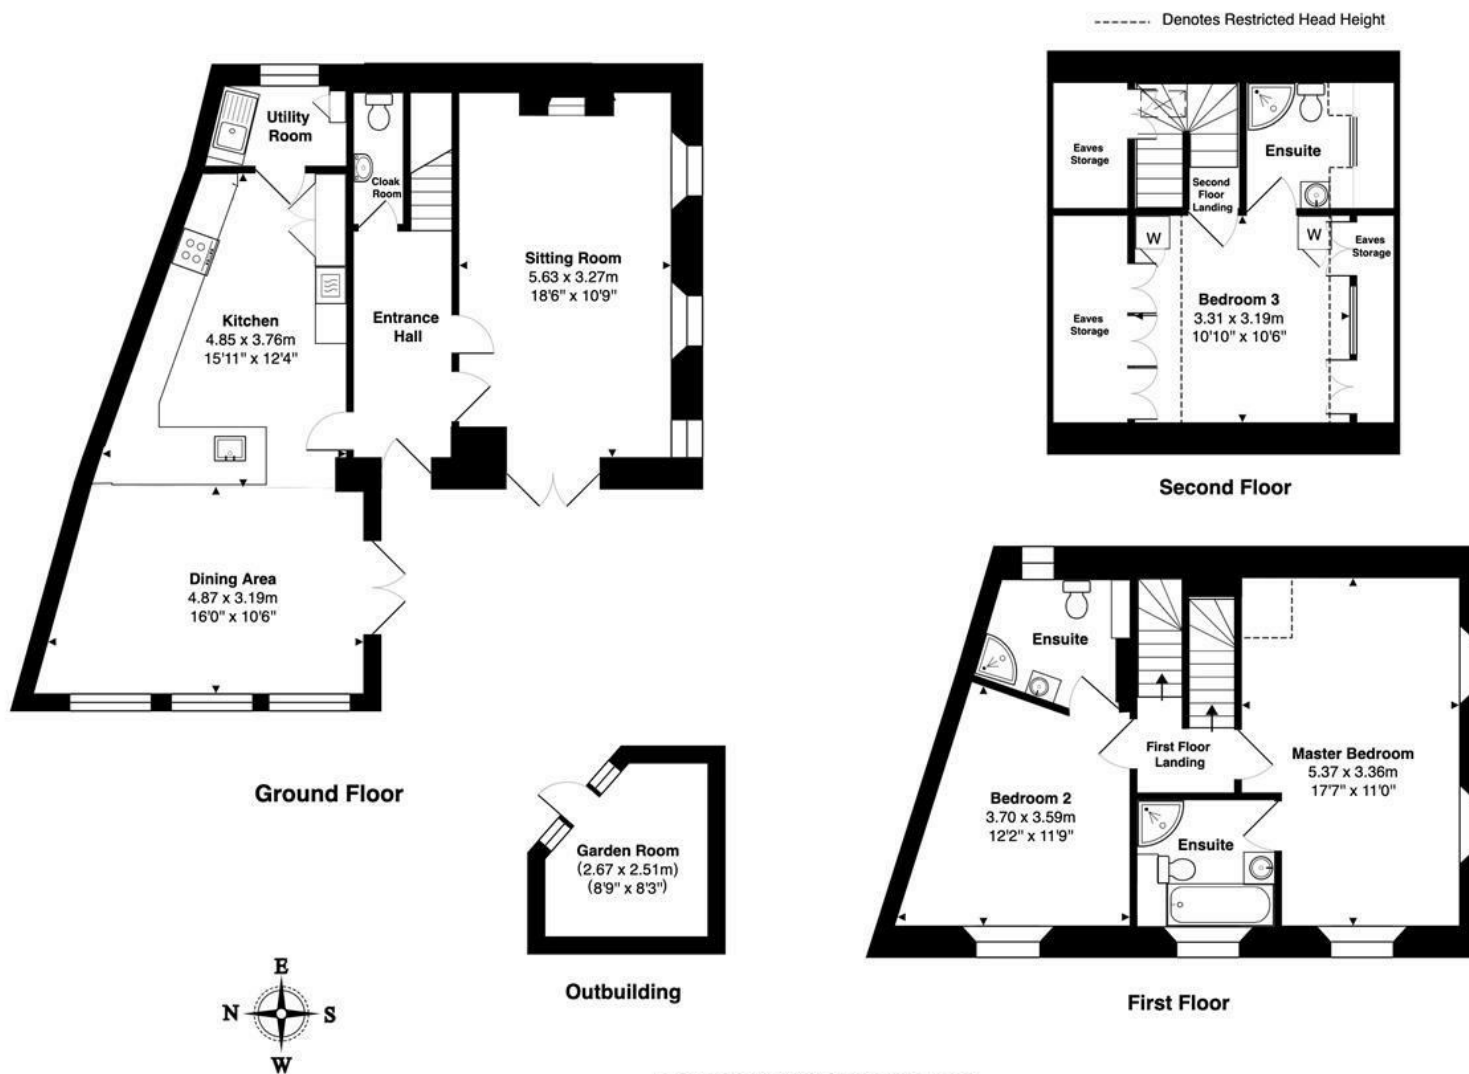 Denotes Restricted Head Height
Utility
Room
Cloak
Room
Sitting Room
5.63 x 3.27m
18'6" x 10'9"
Kitchen
4.85 x 3.76m
15'11" x 12'4"
Entrance
Hall
Dining Area
4.87 x 3.19m
16'0" x 10'6"
Ground Floor
Eaves
Storage
Second
Floor
Landing
Ensuite
W
W
Eaves
Storage
Eaves
Storage
Bedroom 3
3.31 x 3.19m
10'10" x 10'6"
Second Floor
Ensuite
First Floor
Landing
Master Bedroom
5.37 x 3.36m
17'7" x 11'0"
Bedroom 2
3.70 x 3.59m
12'2" x 11'9"
Ensuite
First Floor
Garden Room
(2.67 x 2.51m)
(8'9" x 8'3")
Outbuilding
E
N S
W